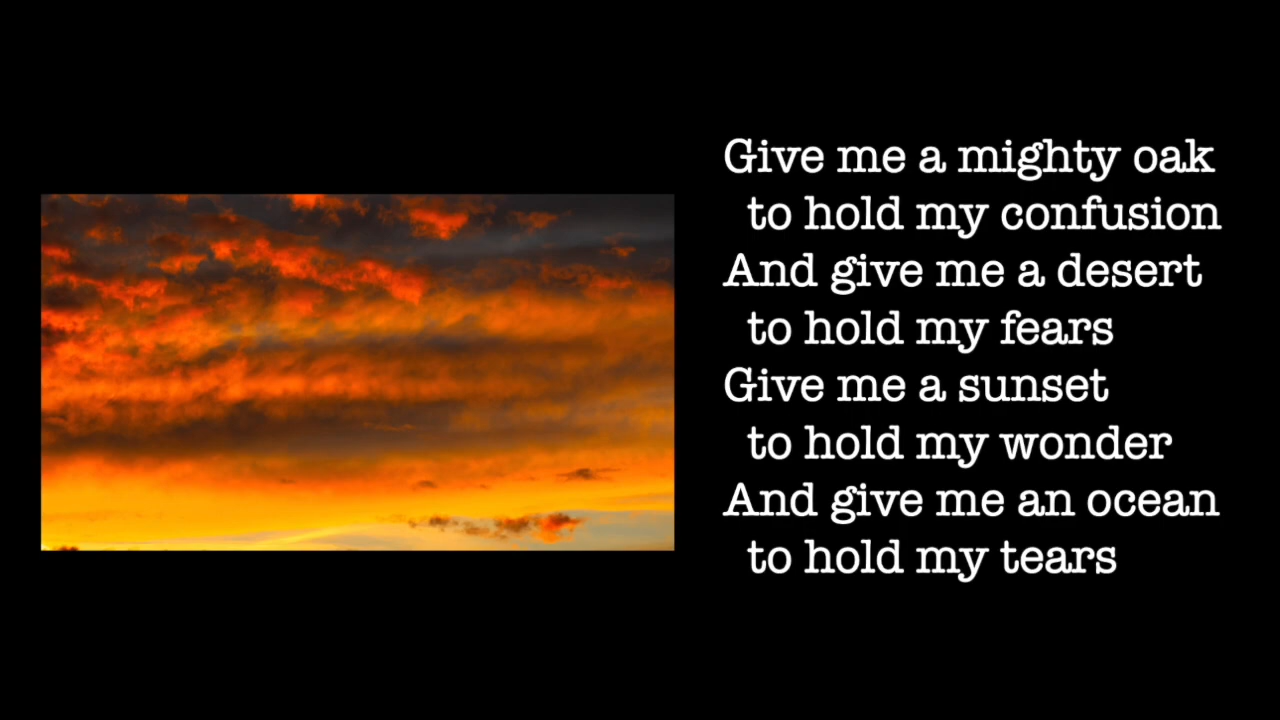 Give me a mighty oak
to hold my confusion
And give me a desert
to hold my fears
Give me a sunset
to hold my wonder
And give me an ocean
to hold my tears